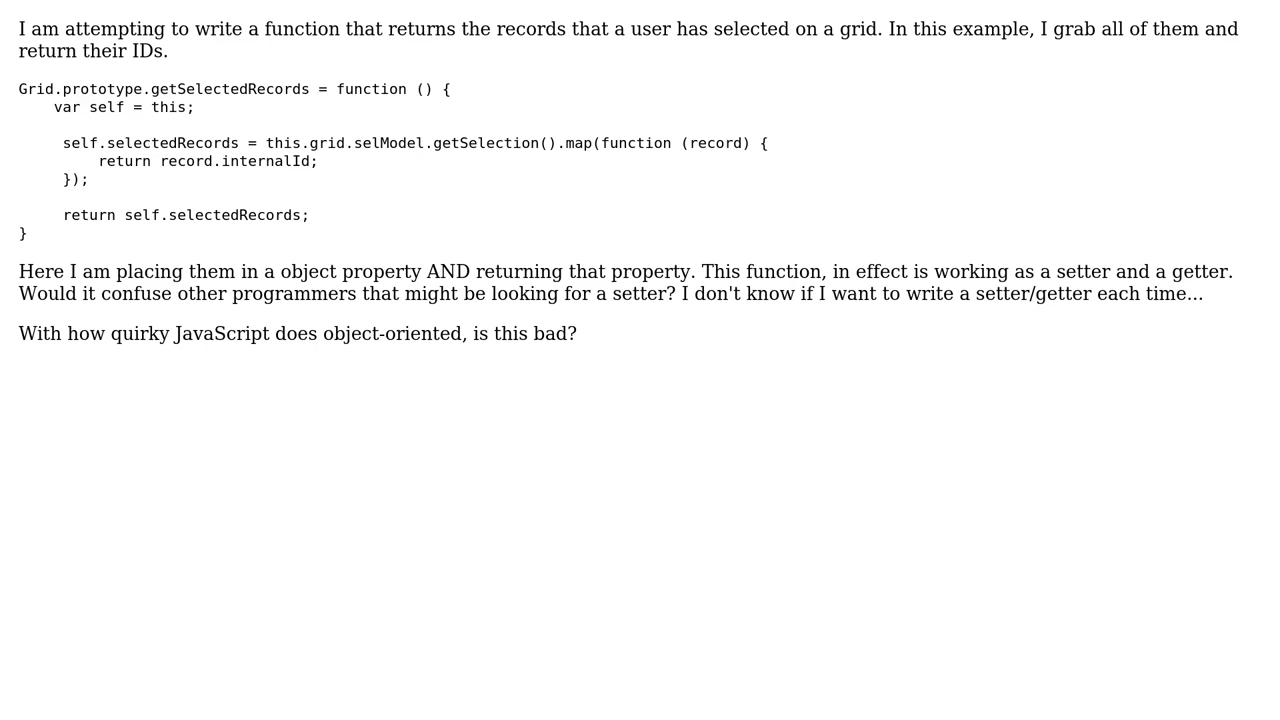 I am attempting to write a function that returns the records that a user has selected on a grid. In this example, I grab all of them and
return their IDs.
Grid.prototype.getSelectedRecords = function () {
    var self = this;
     self.selectedRecords = this.grid.selModel.getSelection().map(function (record) {
         return record.internalId;
     });
     return self.selectedRecords;
}
Here I am placing them in a object property AND returning that property. This function, in effect is working as a setter and a getter.
Would it confuse other programmers that might be looking for a setter? I don't know if I want to write a setter/getter each time...
With how quirky JavaScript does object-oriented, is this bad?